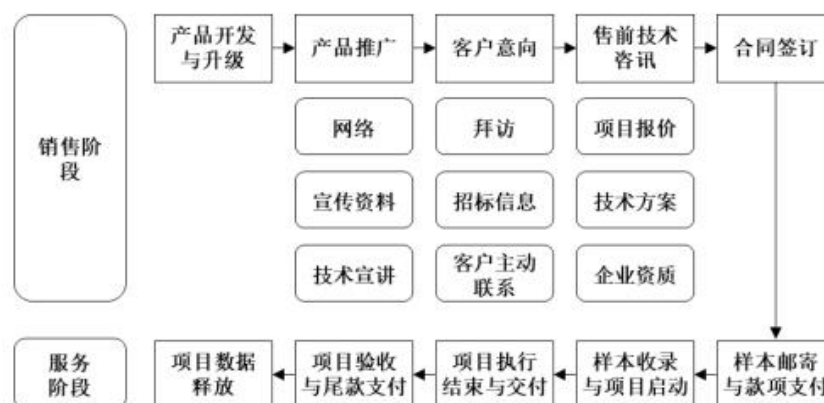 销售阶
段
产品开发
与升级
产品推广
客户意向
售前技术
咨讯
合同签订
网络
拜访
项目报价
宣传资料
招标信息
技术方案
技术宣讲
客户主动
联系
企业资质
服务
阶段
项目数据
释放
项目验收
与尾款支付
项目执行
结束与交付
样本收录
与项目启动
样本邮寄
与款项支付